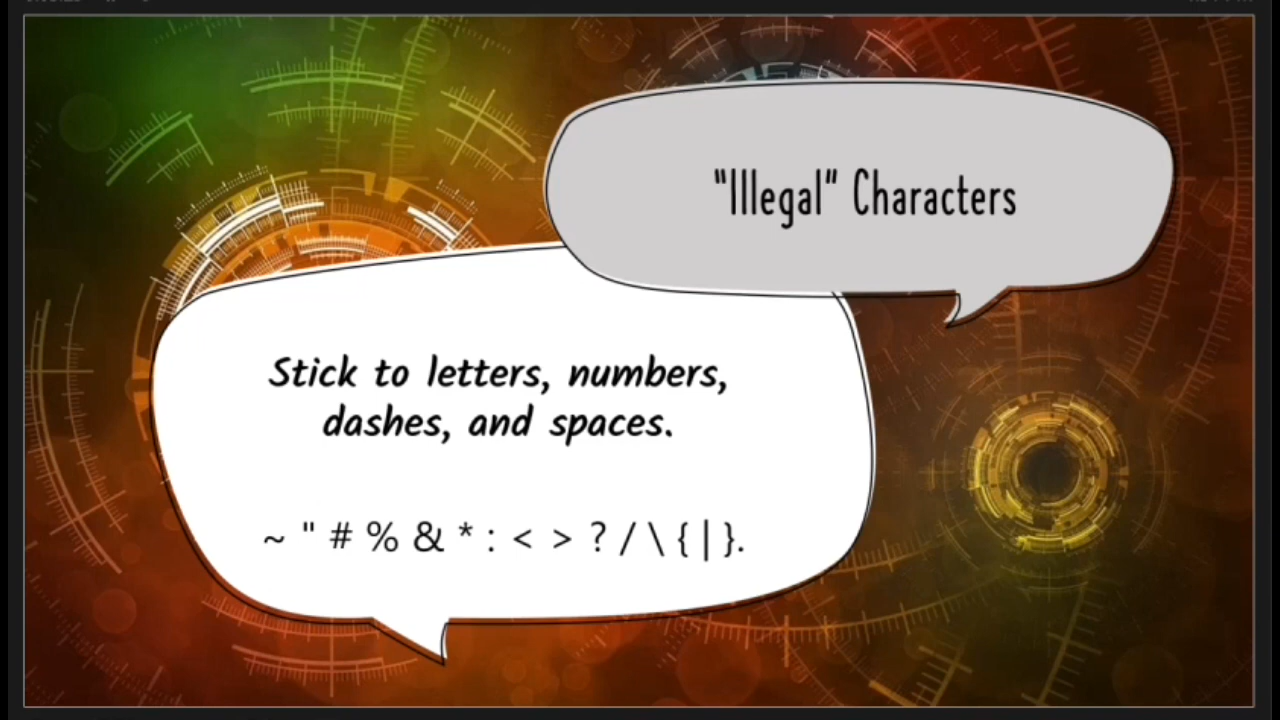 “Illegal” Characters
Stick to letters, numbers,
dashes, and spaces.
~ " # % & * : < > ? / \ { | }.